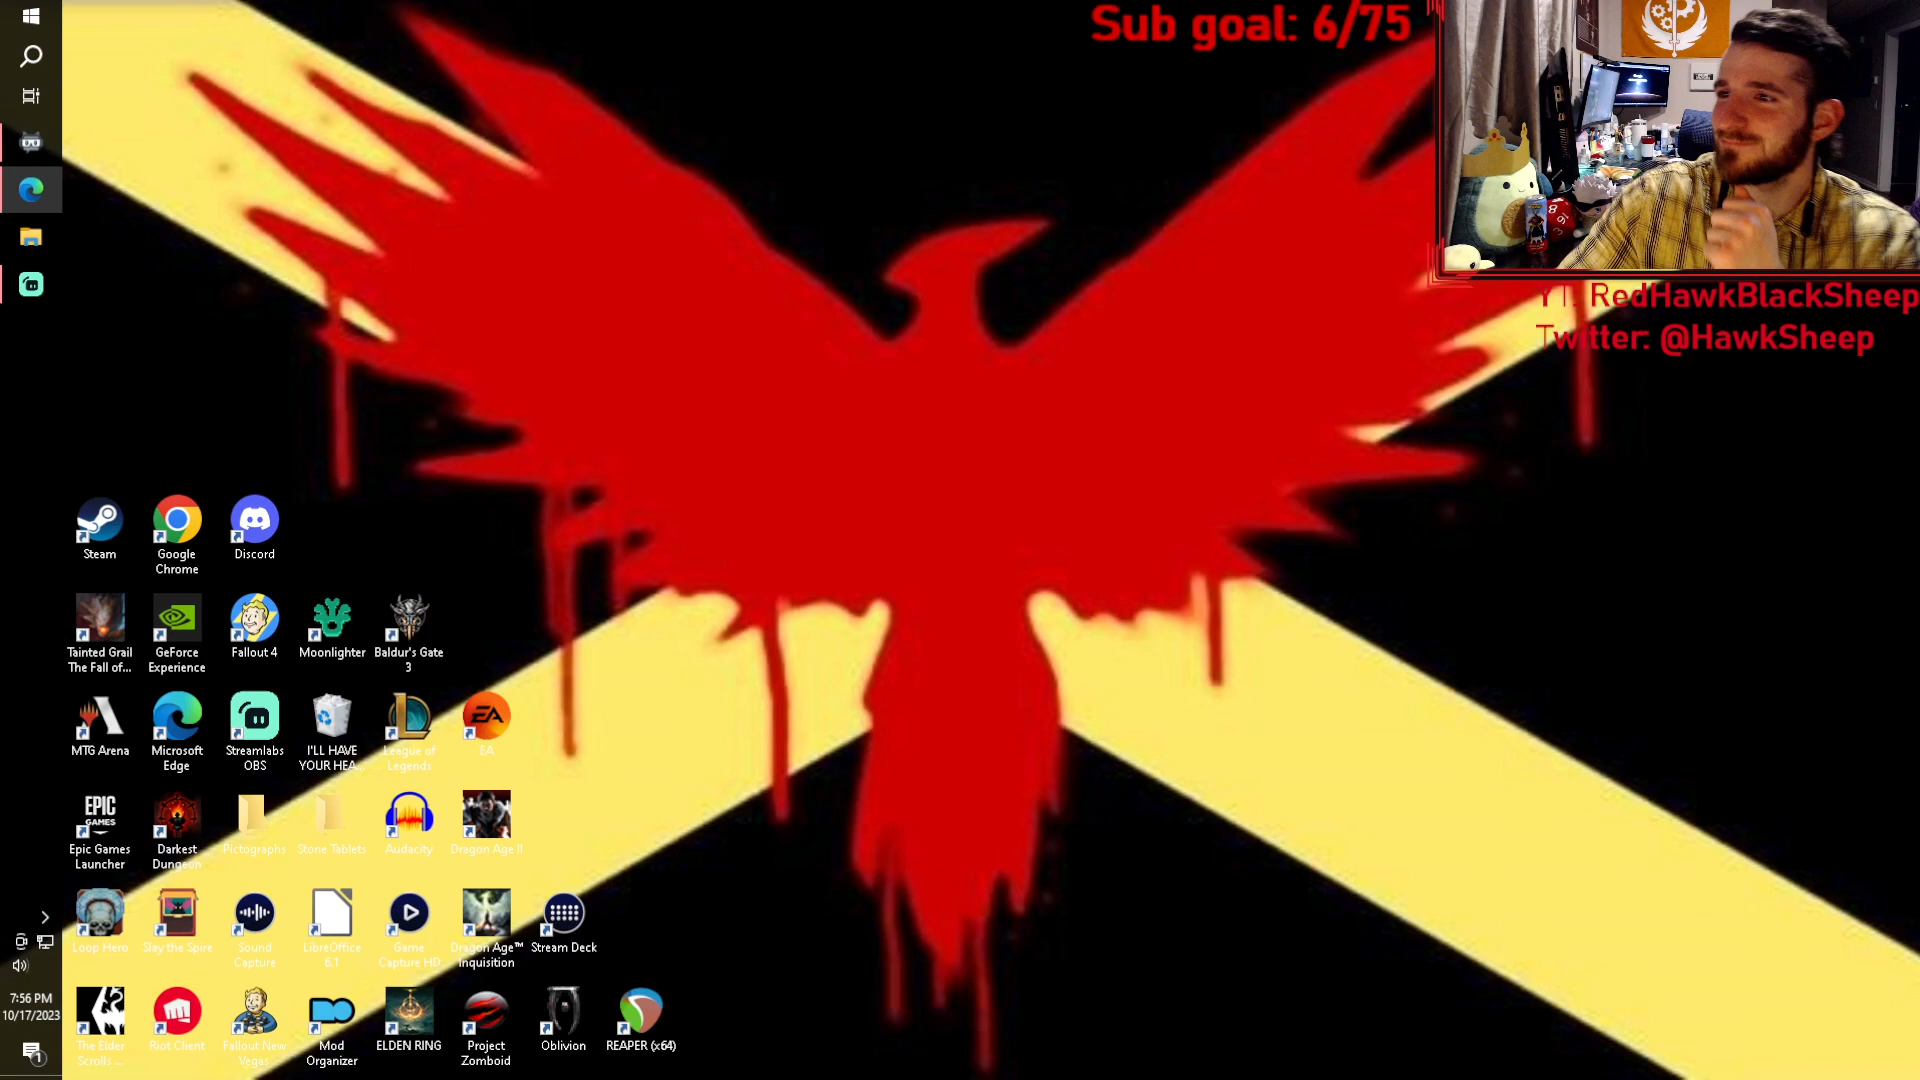 Sub goal: 6/75
YT: RedHawkBlackSheep
Twitter: @HawkSheep
Steam
Google
Chrome
Discord
Tainted Grail
The Fall of...
GeForce
Experience
Fallout 4
Moonlighter
Baldur's Gate
3
MTG Arena
Microsoft
Edge
Streamlabs
OBS
I'LL HAVE
YOUR HEA...
League of
Legends
EA
EA
EPIC
GAMES
Epic Games
Launcher
Darkest
Dungeon
Pictographs
Stone Tablets
Audacity
Dragon Age II
Loop Hero
Slay the Spire
Sound
Capture
LibreOffice
6.1
Game
Capture HD
Dragon Age™
Inquisition
Stream Deck
The Elder
Scrolls ...
Riot Client
Fallout New
Vegas
Mod
Organizer
ELDEN RING
Project
Zomboid
Oblivion
REAPER (x64)
7:56 PM
10/17/2023
1